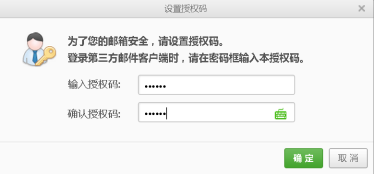 设置授权码
为了您的邮箱安全，请设置授权码。
登录第三方邮件客户端时，请在密码框输入本授权码。
输入授权码: ••••••
确认授权码: ••••••
确 定 取 消